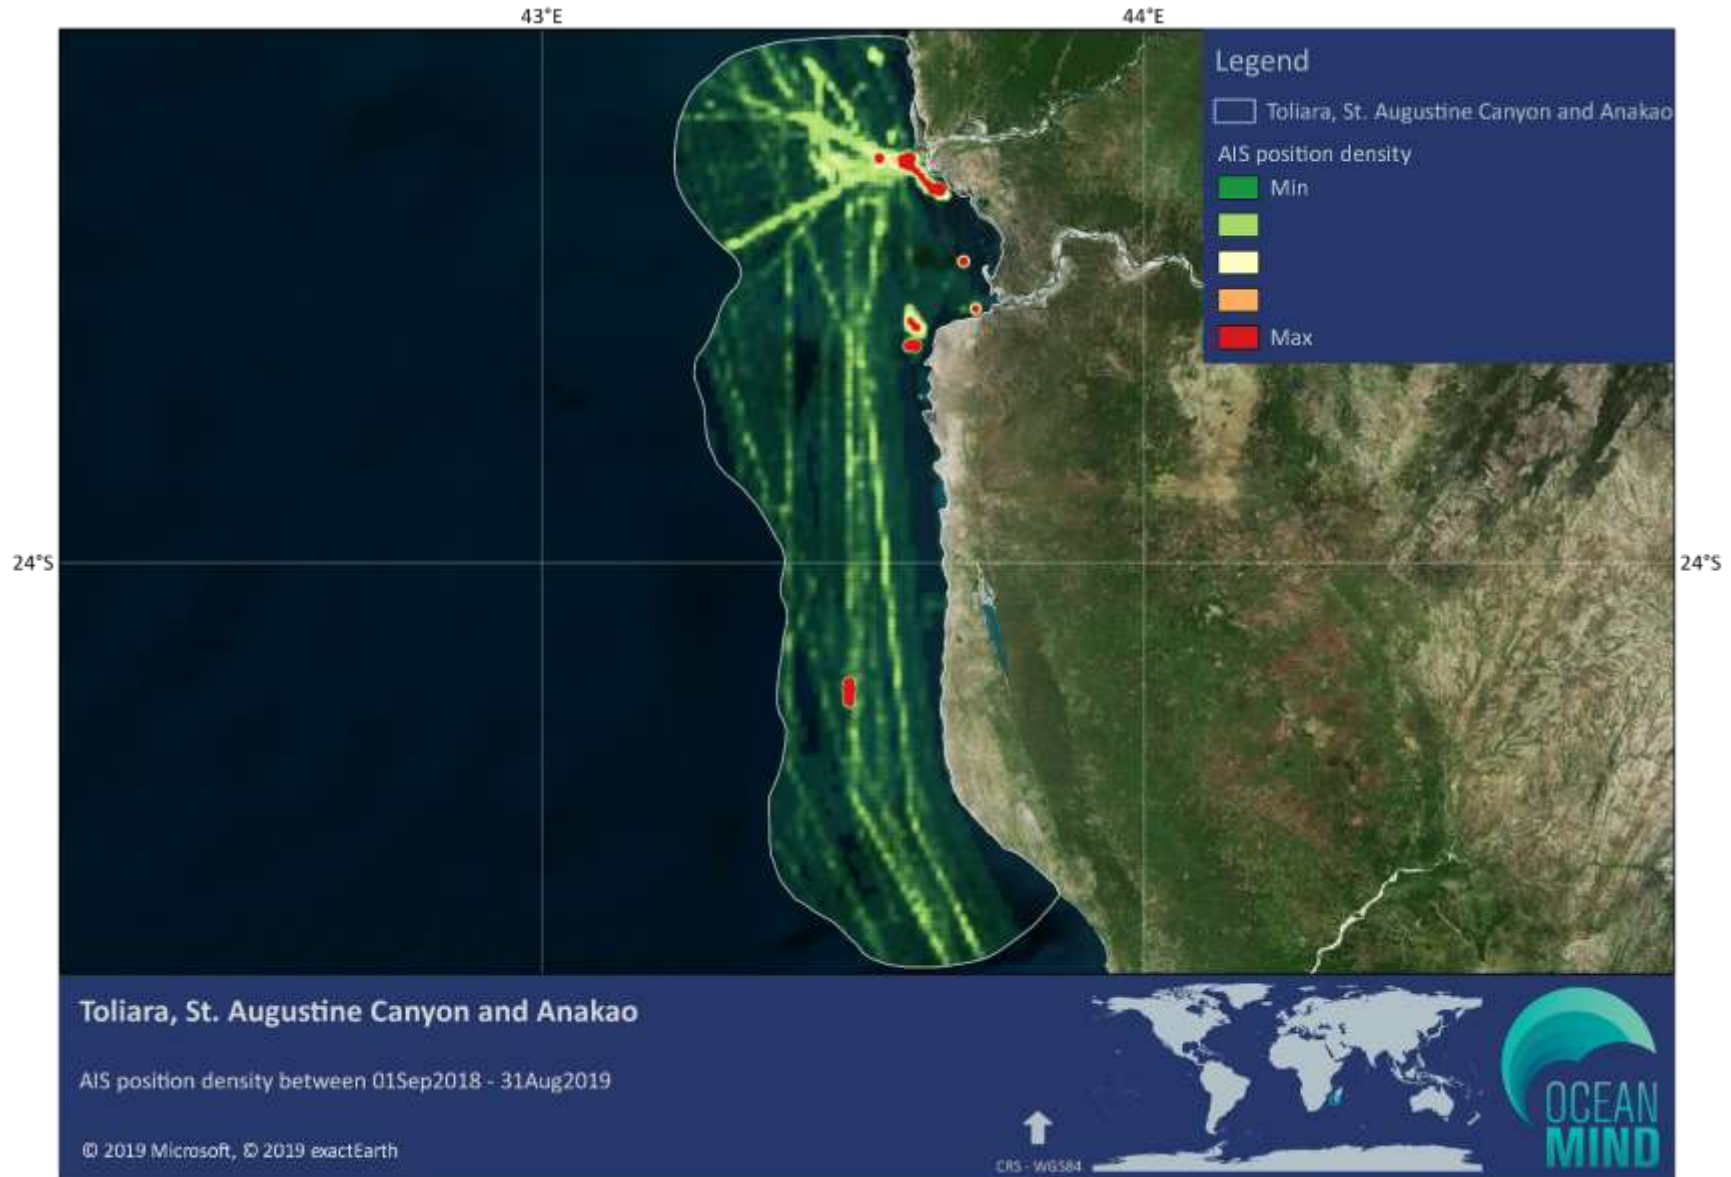 43°E
44°E
Legend
Toliara, St. Augustine Canyon and Anakao
AIS position density
Min
Max
24°S
24°S
Toliara, St. Augustine Canyon and Anakao
AIS position density between 01Sep2018 - 31Aug2019
© 2019 Microsoft, © 2019 exactEarth
CRS - WGS84
OCEAN
MIND